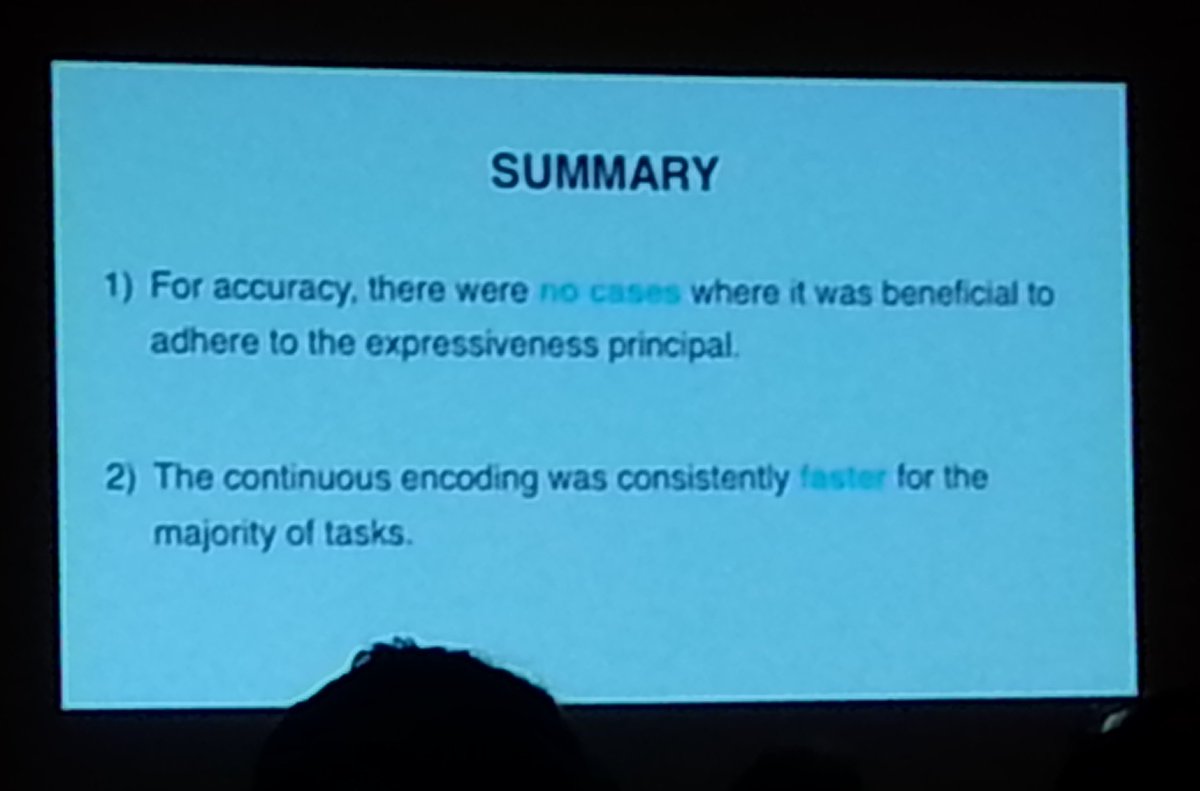 SUMMARY
1) For accuracy, there were no cases where it was beneficial to
adhere to the expressiveness principal.
2) The continuous encoding was consistently faster for the
majority of tasks.